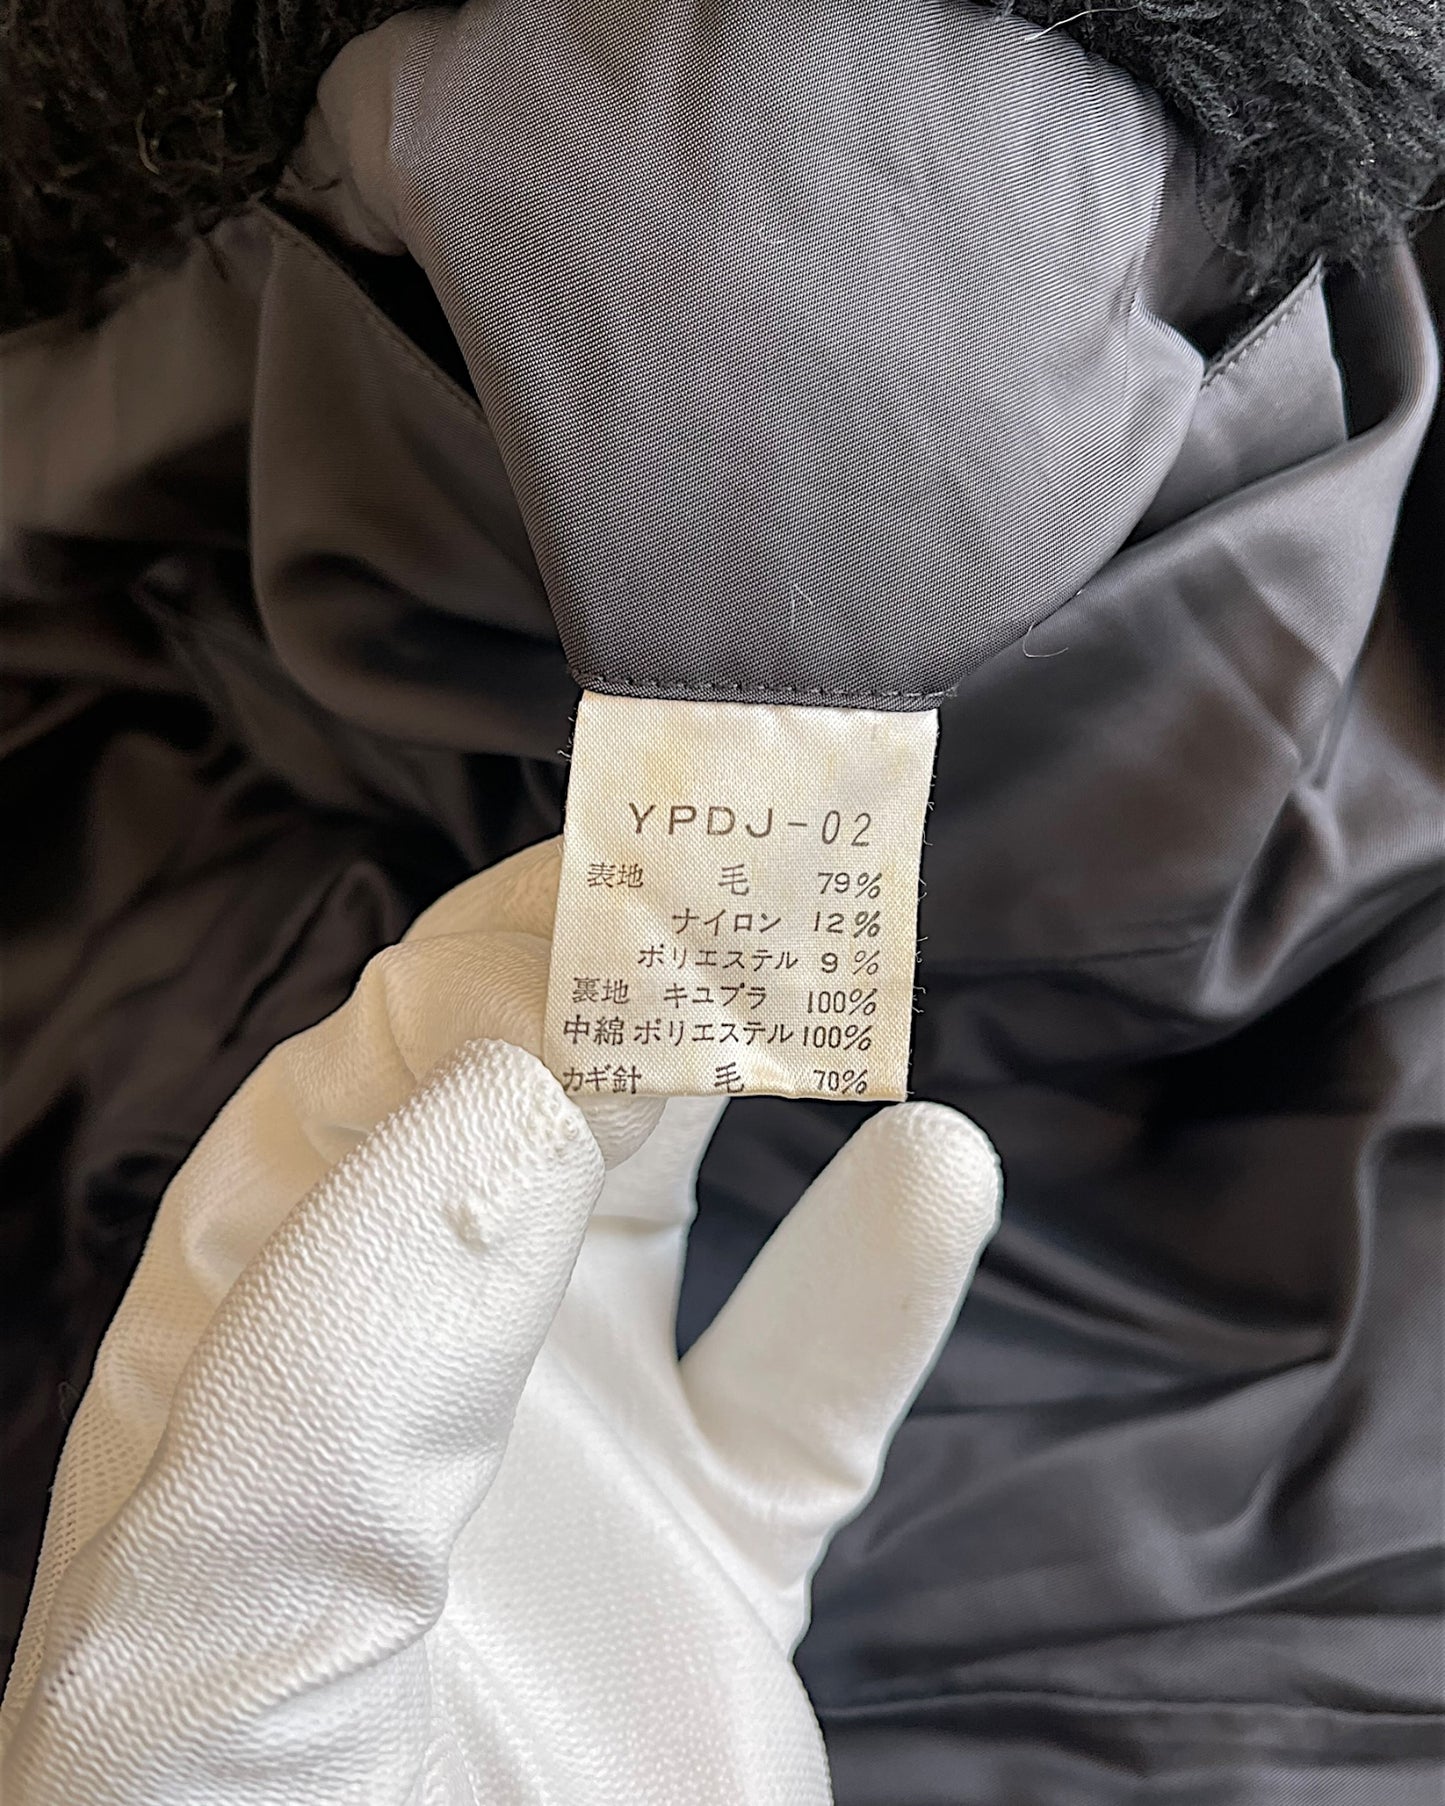 YPDJ-02
表地 毛 79%
ナイロン 12%
ポリエステル 9%
裏地 キュプラ 100%
中綿 ポリエステル 100%
カギ針 毛 70%